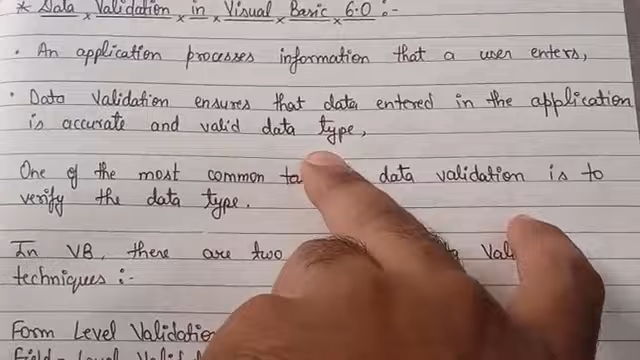 * Data Validation in Visual Basic 6.0 :-
• An application processes information that a user enters,
• Data Validation ensures that data entered in the application
is accurate and valid data type,
One of the most common data validation is to
verify the data type.
In VB, there are two
techniques :-
Form Level Validation
Field-Level